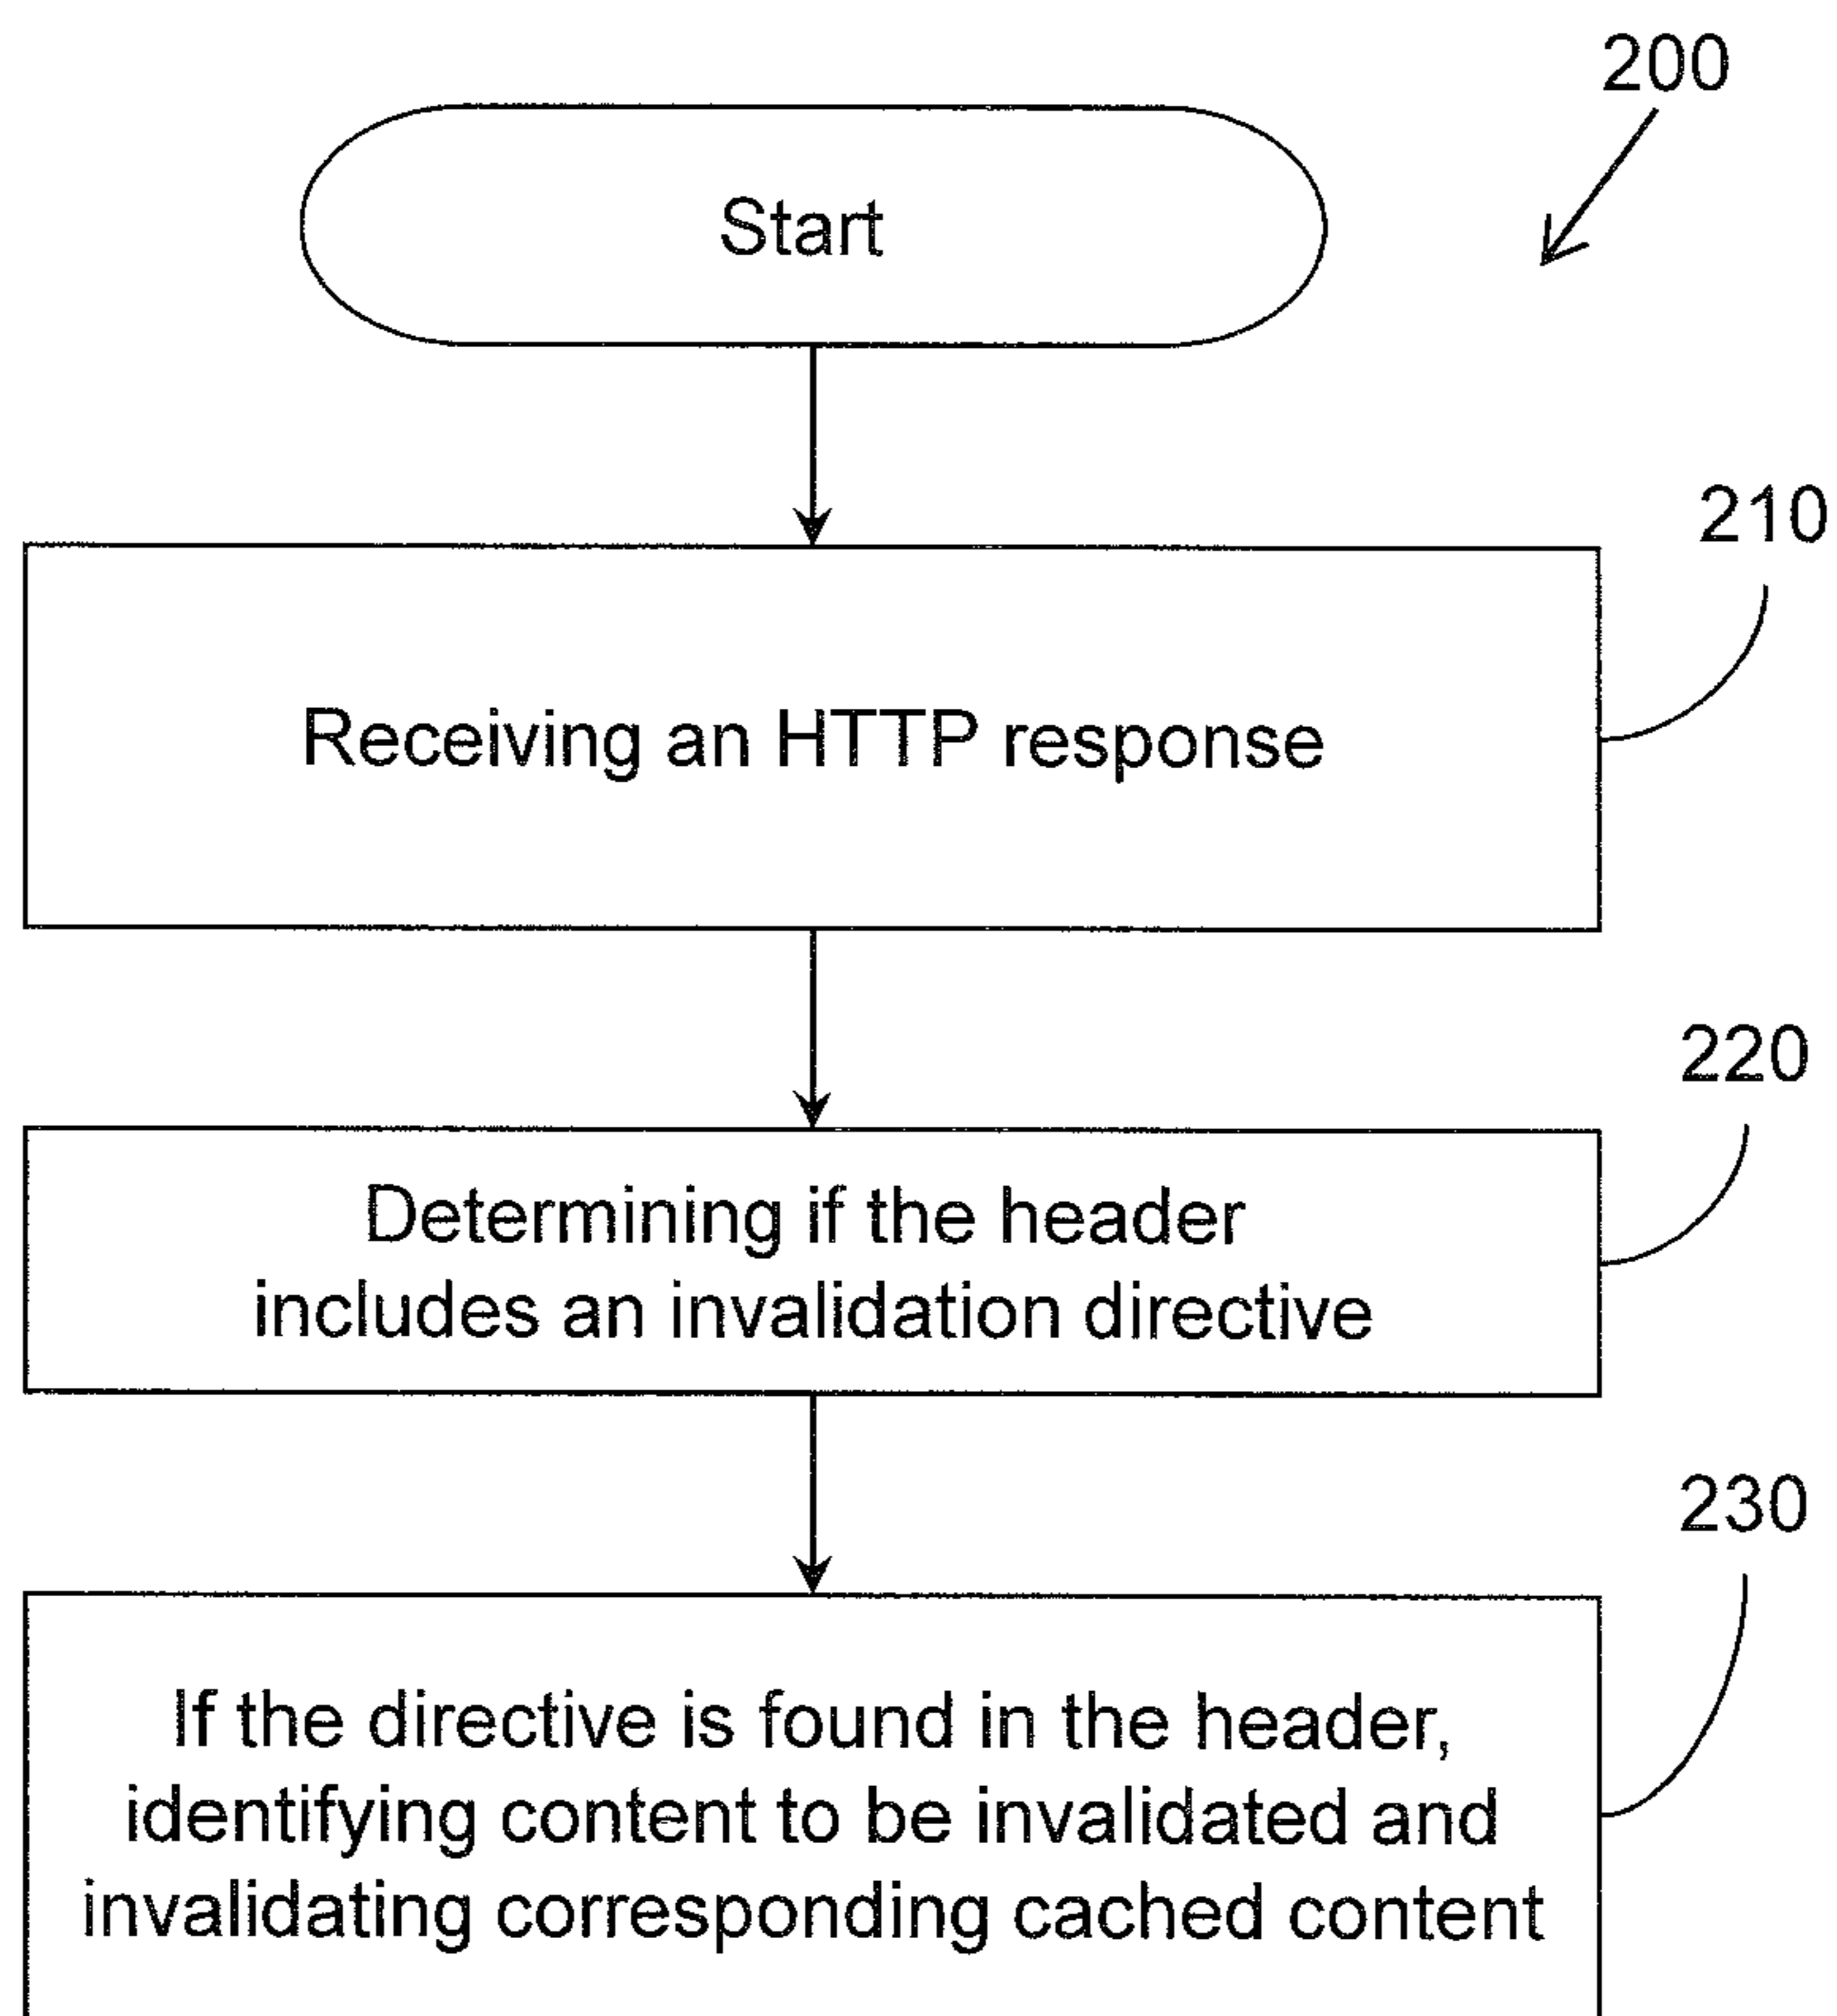 200
Start
210
Receiving an HTTP response
220
Determining if the header
includes an invalidation directive
230
If the directive is found in the header,
identifying content to be invalidated and
invalidating corresponding cached content